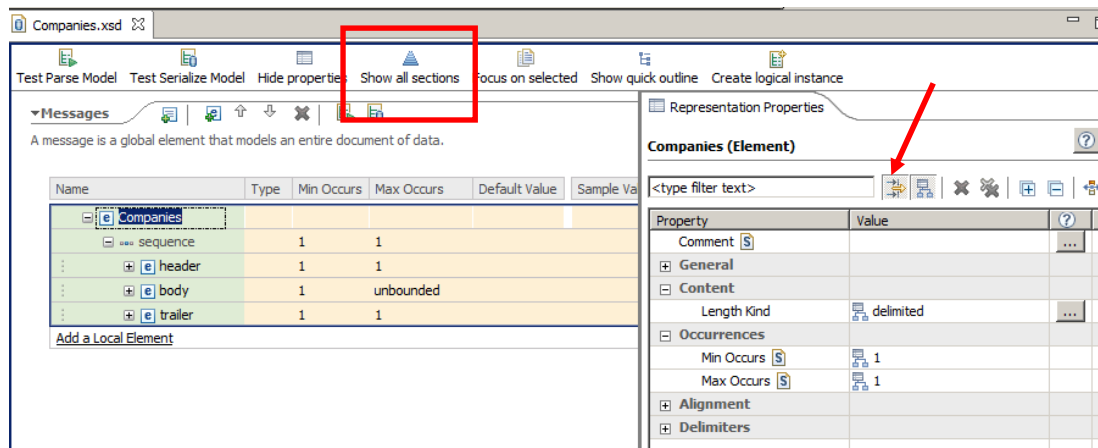 Companies.xsd
Test Parse Model Test Serialize Model Hide properties Show all sections Focus on selected Show quick outline Create logical instance
Messages
A message is a global element that models an entire document of data.
Name Type Min Occurs Max Occurs Default Value Sample Va
e Companies
sequence 1 1
e header 1 1
e body 1 unbounded
e trailer 1 1
Add a Local Element
Representation Properties
Companies (Element)
?
<type filter text>
Property Value ?
Comment S ...
General
Content
Length Kind delimited ...
Occurrences
Min Occurs S 1
Max Occurs S 1
Alignment
Delimiters